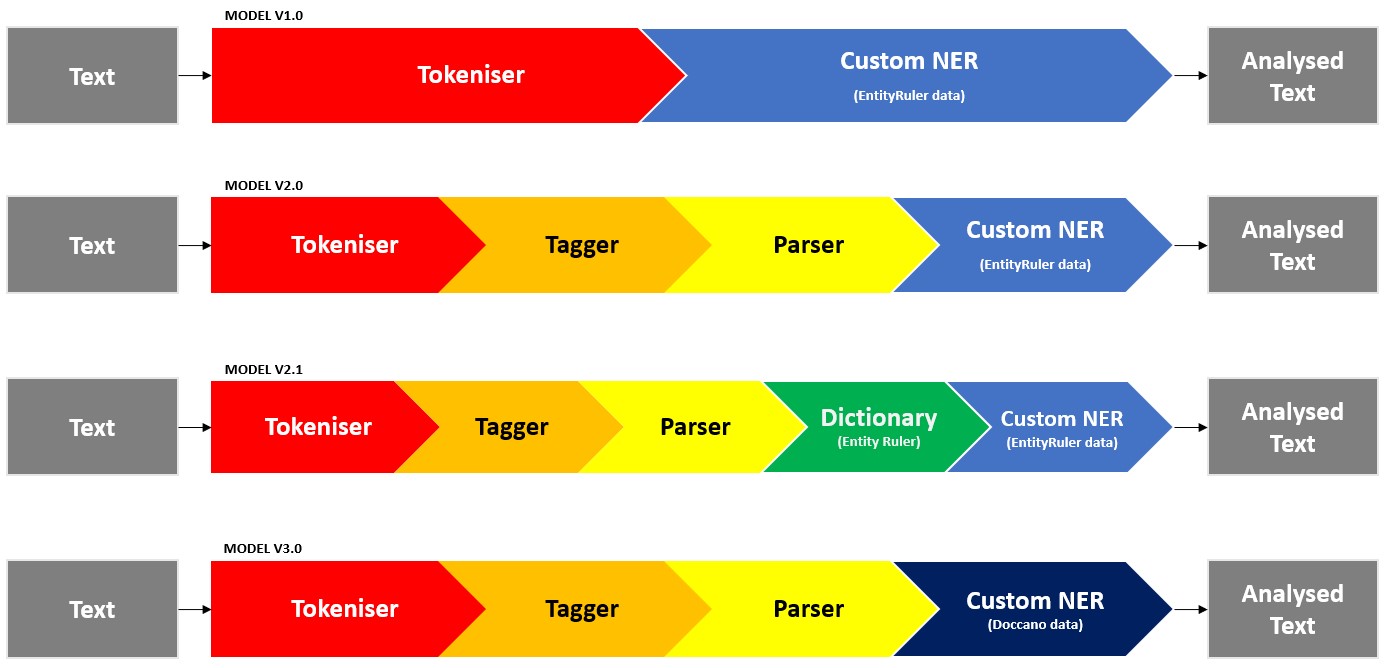 MODEL V1.0
Text
Tokeniser
Custom NER
(EntityRuler data)
Analysed
Text
MODEL V2.0
Text
Tokeniser
Tagger
Parser
Custom NER
(EntityRuler data)
Analysed
Text
MODEL V2.1
Text
Tokeniser
Tagger
Parser
Dictionary
(Entity Ruler)
Custom NER
(EntityRuler data)
Analysed
Text
MODEL V3.0
Text
Tokeniser
Tagger
Parser
Custom NER
(Doccano data)
Analysed
Text